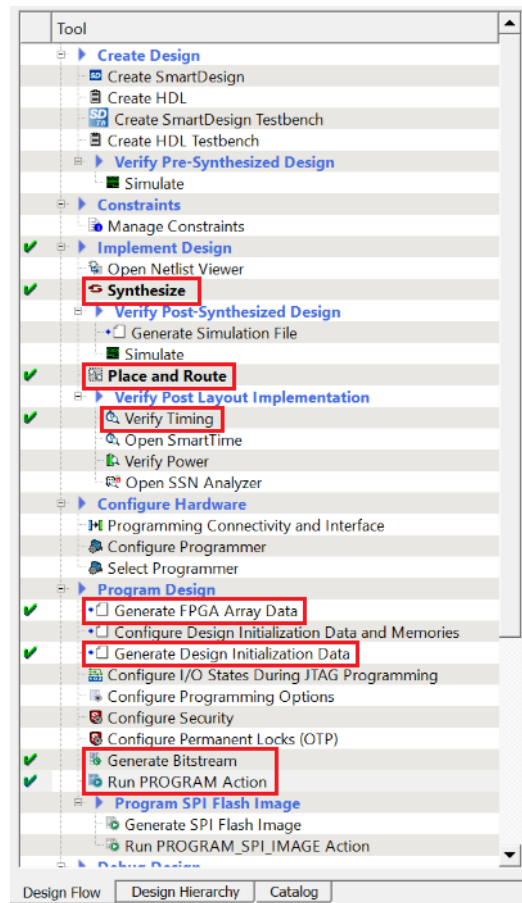 Tool
Create Design
SD Create SmartDesign
Create HDL
SD TB Create SmartDesign Testbench
Create HDL Testbench
Verify Pre-Synthesized Design
Simulate
Constraints
Manage Constraints
Implement Design
Open Netlist Viewer
Synthesize
Verify Post-Synthesized Design
Generate Simulation File
Simulate
Place and Route
Verify Post Layout Implementation
Verify Timing
Open SmartTime
Verify Power
Open SSN Analyzer
Configure Hardware
Programming Connectivity and Interface
Configure Programmer
Select Programmer
Program Design
Generate FPGA Array Data
Configure Design Initialization Data and Memories
Generate Design Initialization Data
Configure I/O States During JTAG Programming
Configure Programming Options
Configure Security
Configure Permanent Locks (OTP)
Generate Bitstream
Run PROGRAM Action
Program SPI Flash Image
Generate SPI Flash Image
Run PROGRAM_SPI_IMAGE Action
Debug Design
Design Flow Design Hierarchy Catalog